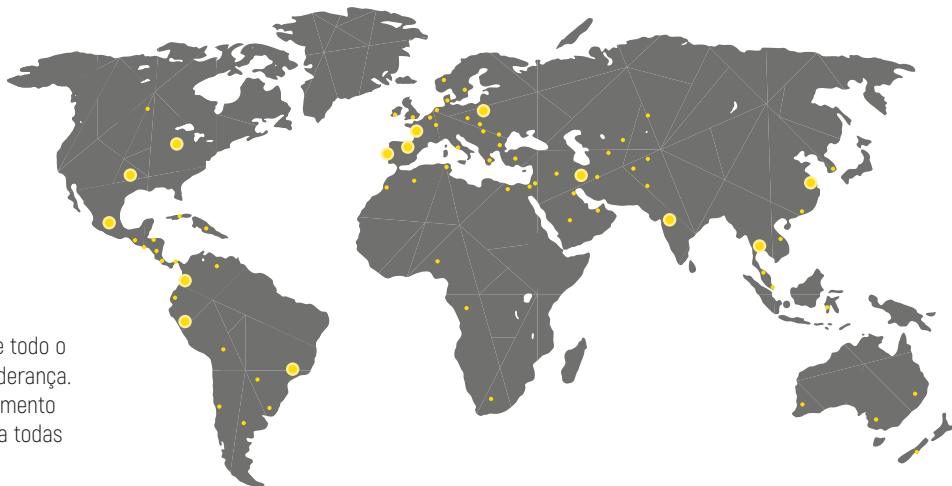 e todo o
derança.
mento
a todas